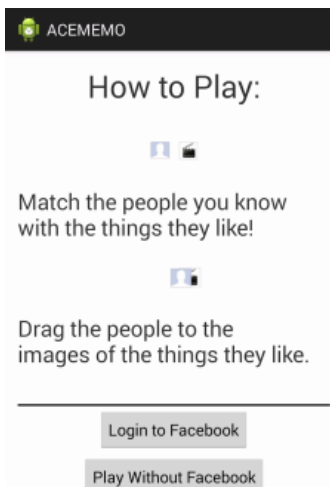 ACEMEMO
How to Play:
Match the people you know
with the things they like!
Drag the people to the
images of the things they like.
Login to Facebook
Play Without Facebook